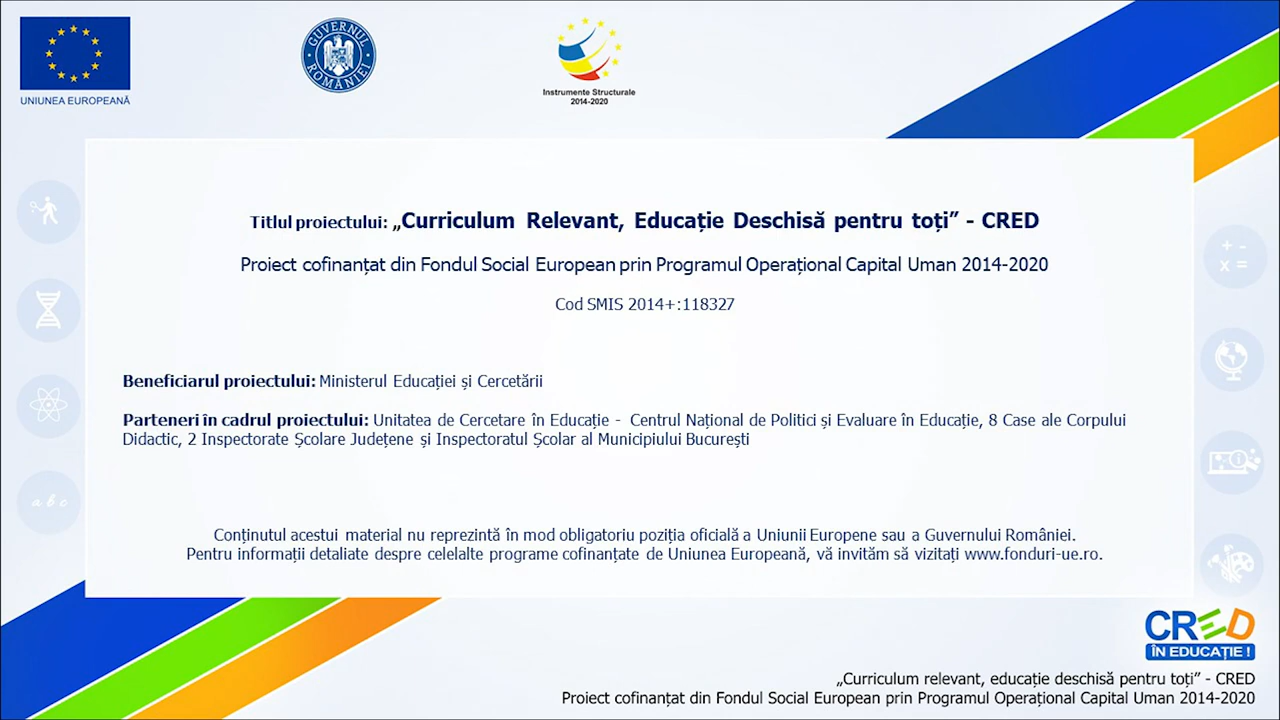 UNIUNEA EUROPEANĂ
GUVERNUL ROMÂNIEI
Instrumente Structurale
2014-2020
Titlul proiectului: „Curriculum Relevant, Educație Deschisă pentru toți” - CRED
Proiect cofinanțat din Fondul Social European prin Programul Operațional Capital Uman 2014-2020
Cod SMIS 2014+:118327
+ -
x =
Beneficiarul proiectului: Ministerul Educației și Cercetării
Parteneri în cadrul proiectului: Unitatea de Cercetare în Educație - Centrul Național de Politici și Evaluare în Educație, 8 Case ale Corpului
Didactic, 2 Inspectorate Școlare Județene și Inspectoratul Școlar al Municipiului București
a b c
Conținutul acestui material nu reprezintă în mod obligatoriu poziția oficială a Uniunii Europene sau a Guvernului României.
Pentru informații detaliate despre celelalte programe cofinanțate de Uniunea Europeană, vă invităm să vizitați www.fonduri-ue.ro.
CRED
ÎN EDUCAȚIE !
„Curriculum relevant, educație deschisă pentru toți” - CRED
Proiect cofinanțat din Fondul Social European prin Programul Operațional Capital Uman 2014-2020